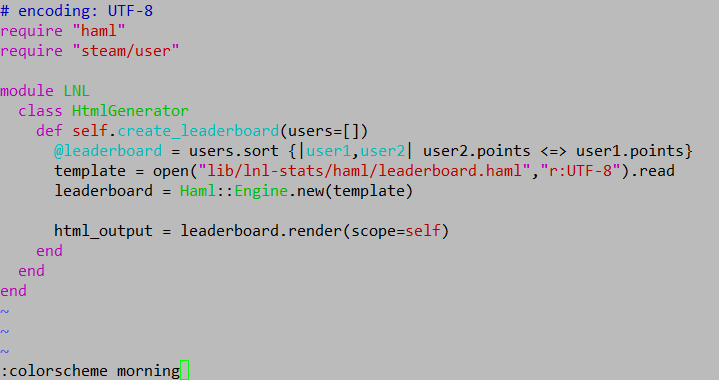 # encoding: UTF-8
require "haml"
require "steam/user"
module LNL
class HtmlGenerator
def self.create_leaderboard(users=[])
@leaderboard = users.sort {|user1,user2| user2.points <=> user1.points}
template = open("lib/lnl-stats/haml/leaderboard.haml","r:UTF-8").read
leaderboard = Haml::Engine.new(template)
html_output = leaderboard.render(scope=self)
end
end
end
~
~
~
:colorscheme morning